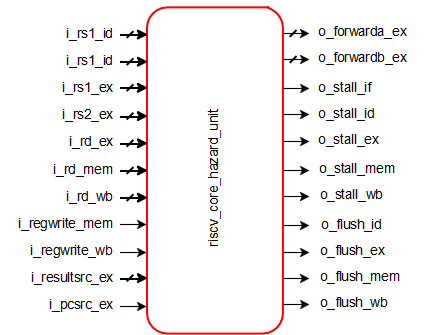 i_rs1_id
i_rs1_id
i_rs1_ex
i_rs2_ex
i_rd_ex
i_rd_mem
i_rd_wb
i_regwrite_mem
i_regwrite_wb
i_resultsrc_ex
i_pcsrc_ex
riscv_core_hazard_unit
o_forwarda_ex
o_forwardb_ex
o_stall_if
o_stall_id
o_stall_ex
o_stall_mem
o_stall_wb
o_flush_id
o_flush_ex
o_flush_mem
o_flush_wb